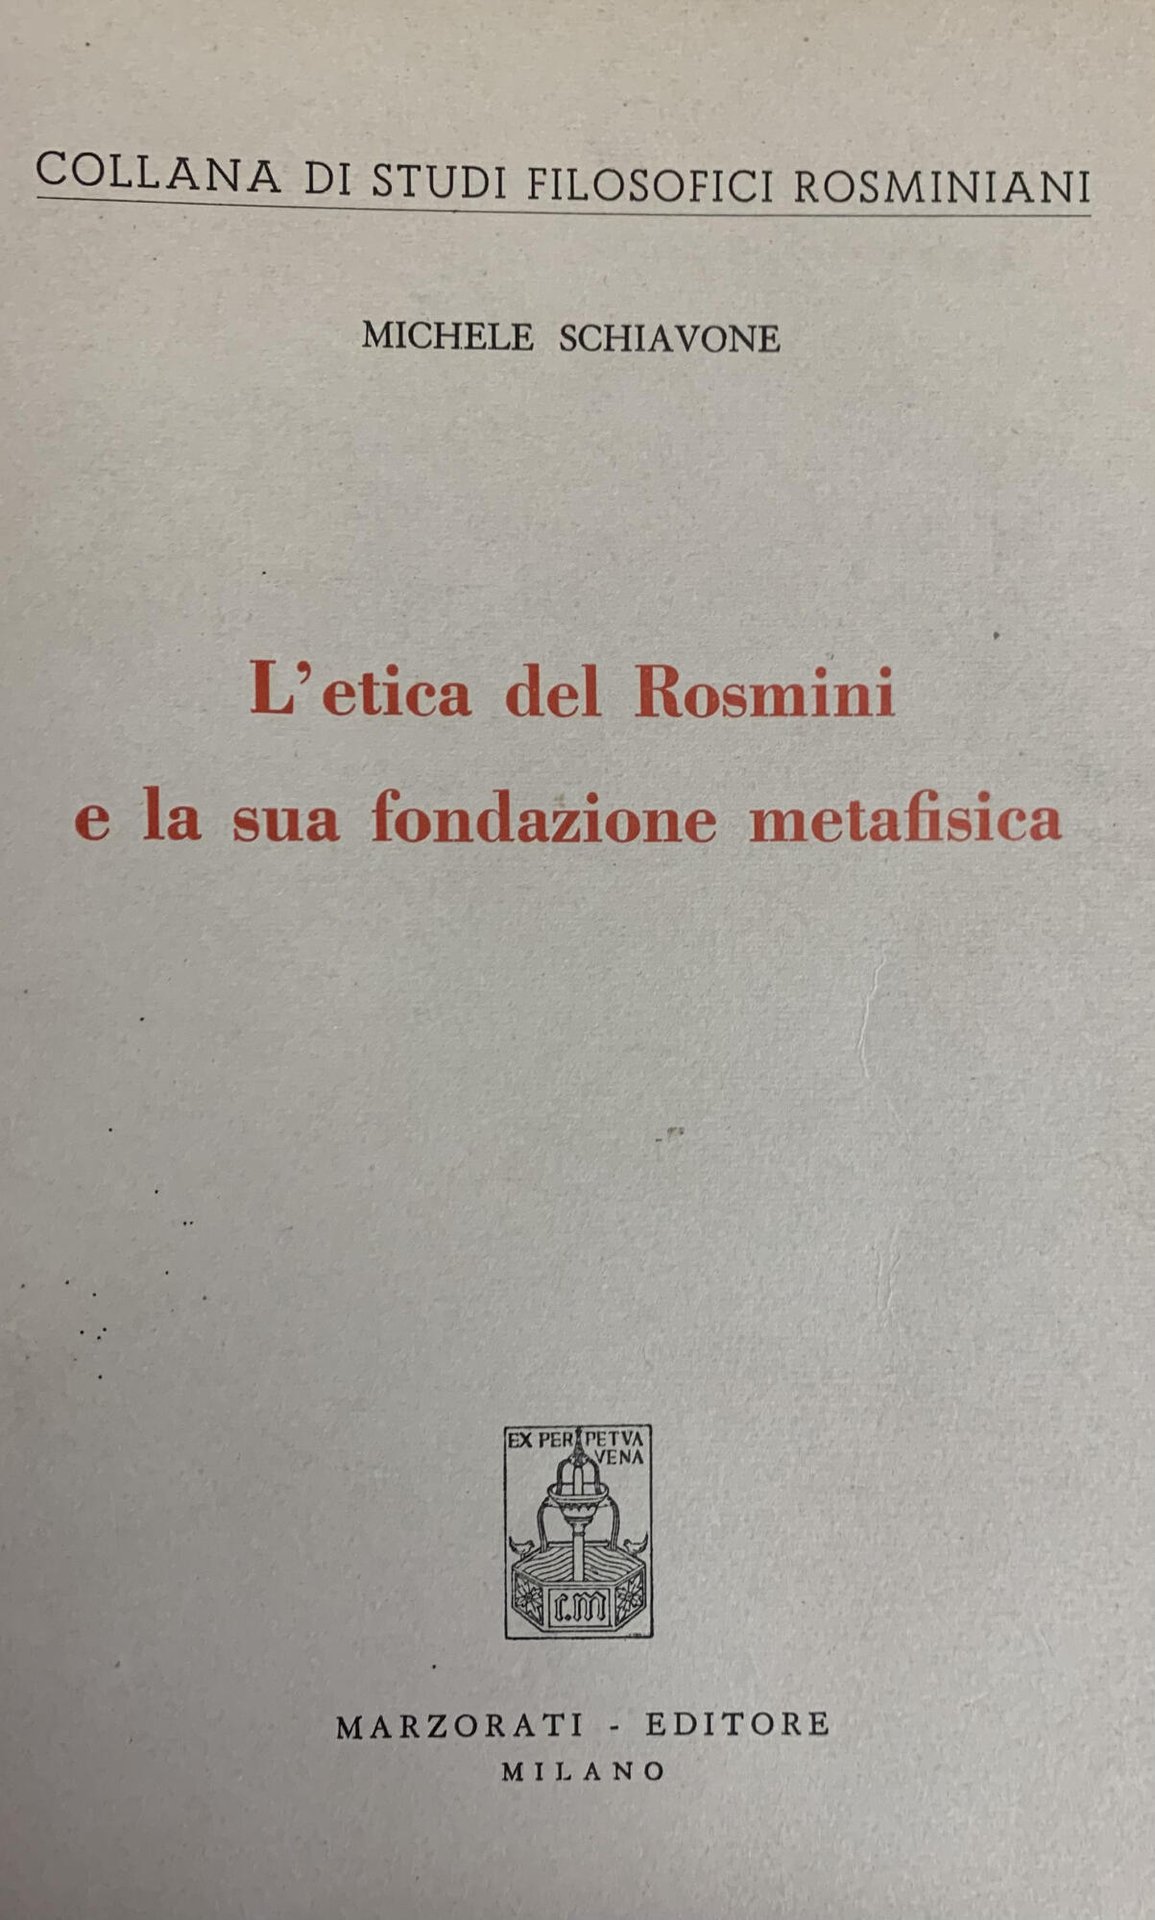 COLLANA DI STUDI FILOSOFICI ROSMINIANI
MICHELE SCHIAVONE
L'etica del Rosmini
e la sua fondazione metafisica
EX PERPETVA
VENA
c.m
MARZORATI - EDITORE
MILANO